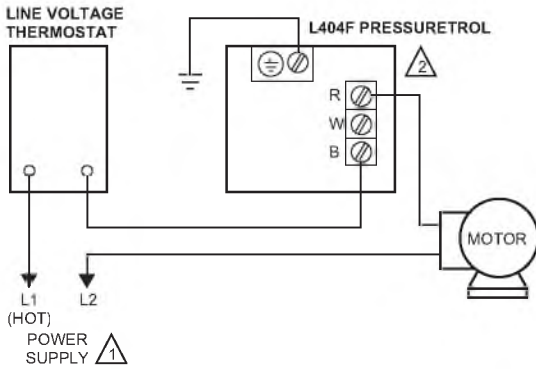 LINE VOLTAGE
THERMOSTAT
L404F PRESSURETROL
2
R
W
B
MOTOR
L1
(HOT)
L2
POWER
SUPPLY
1